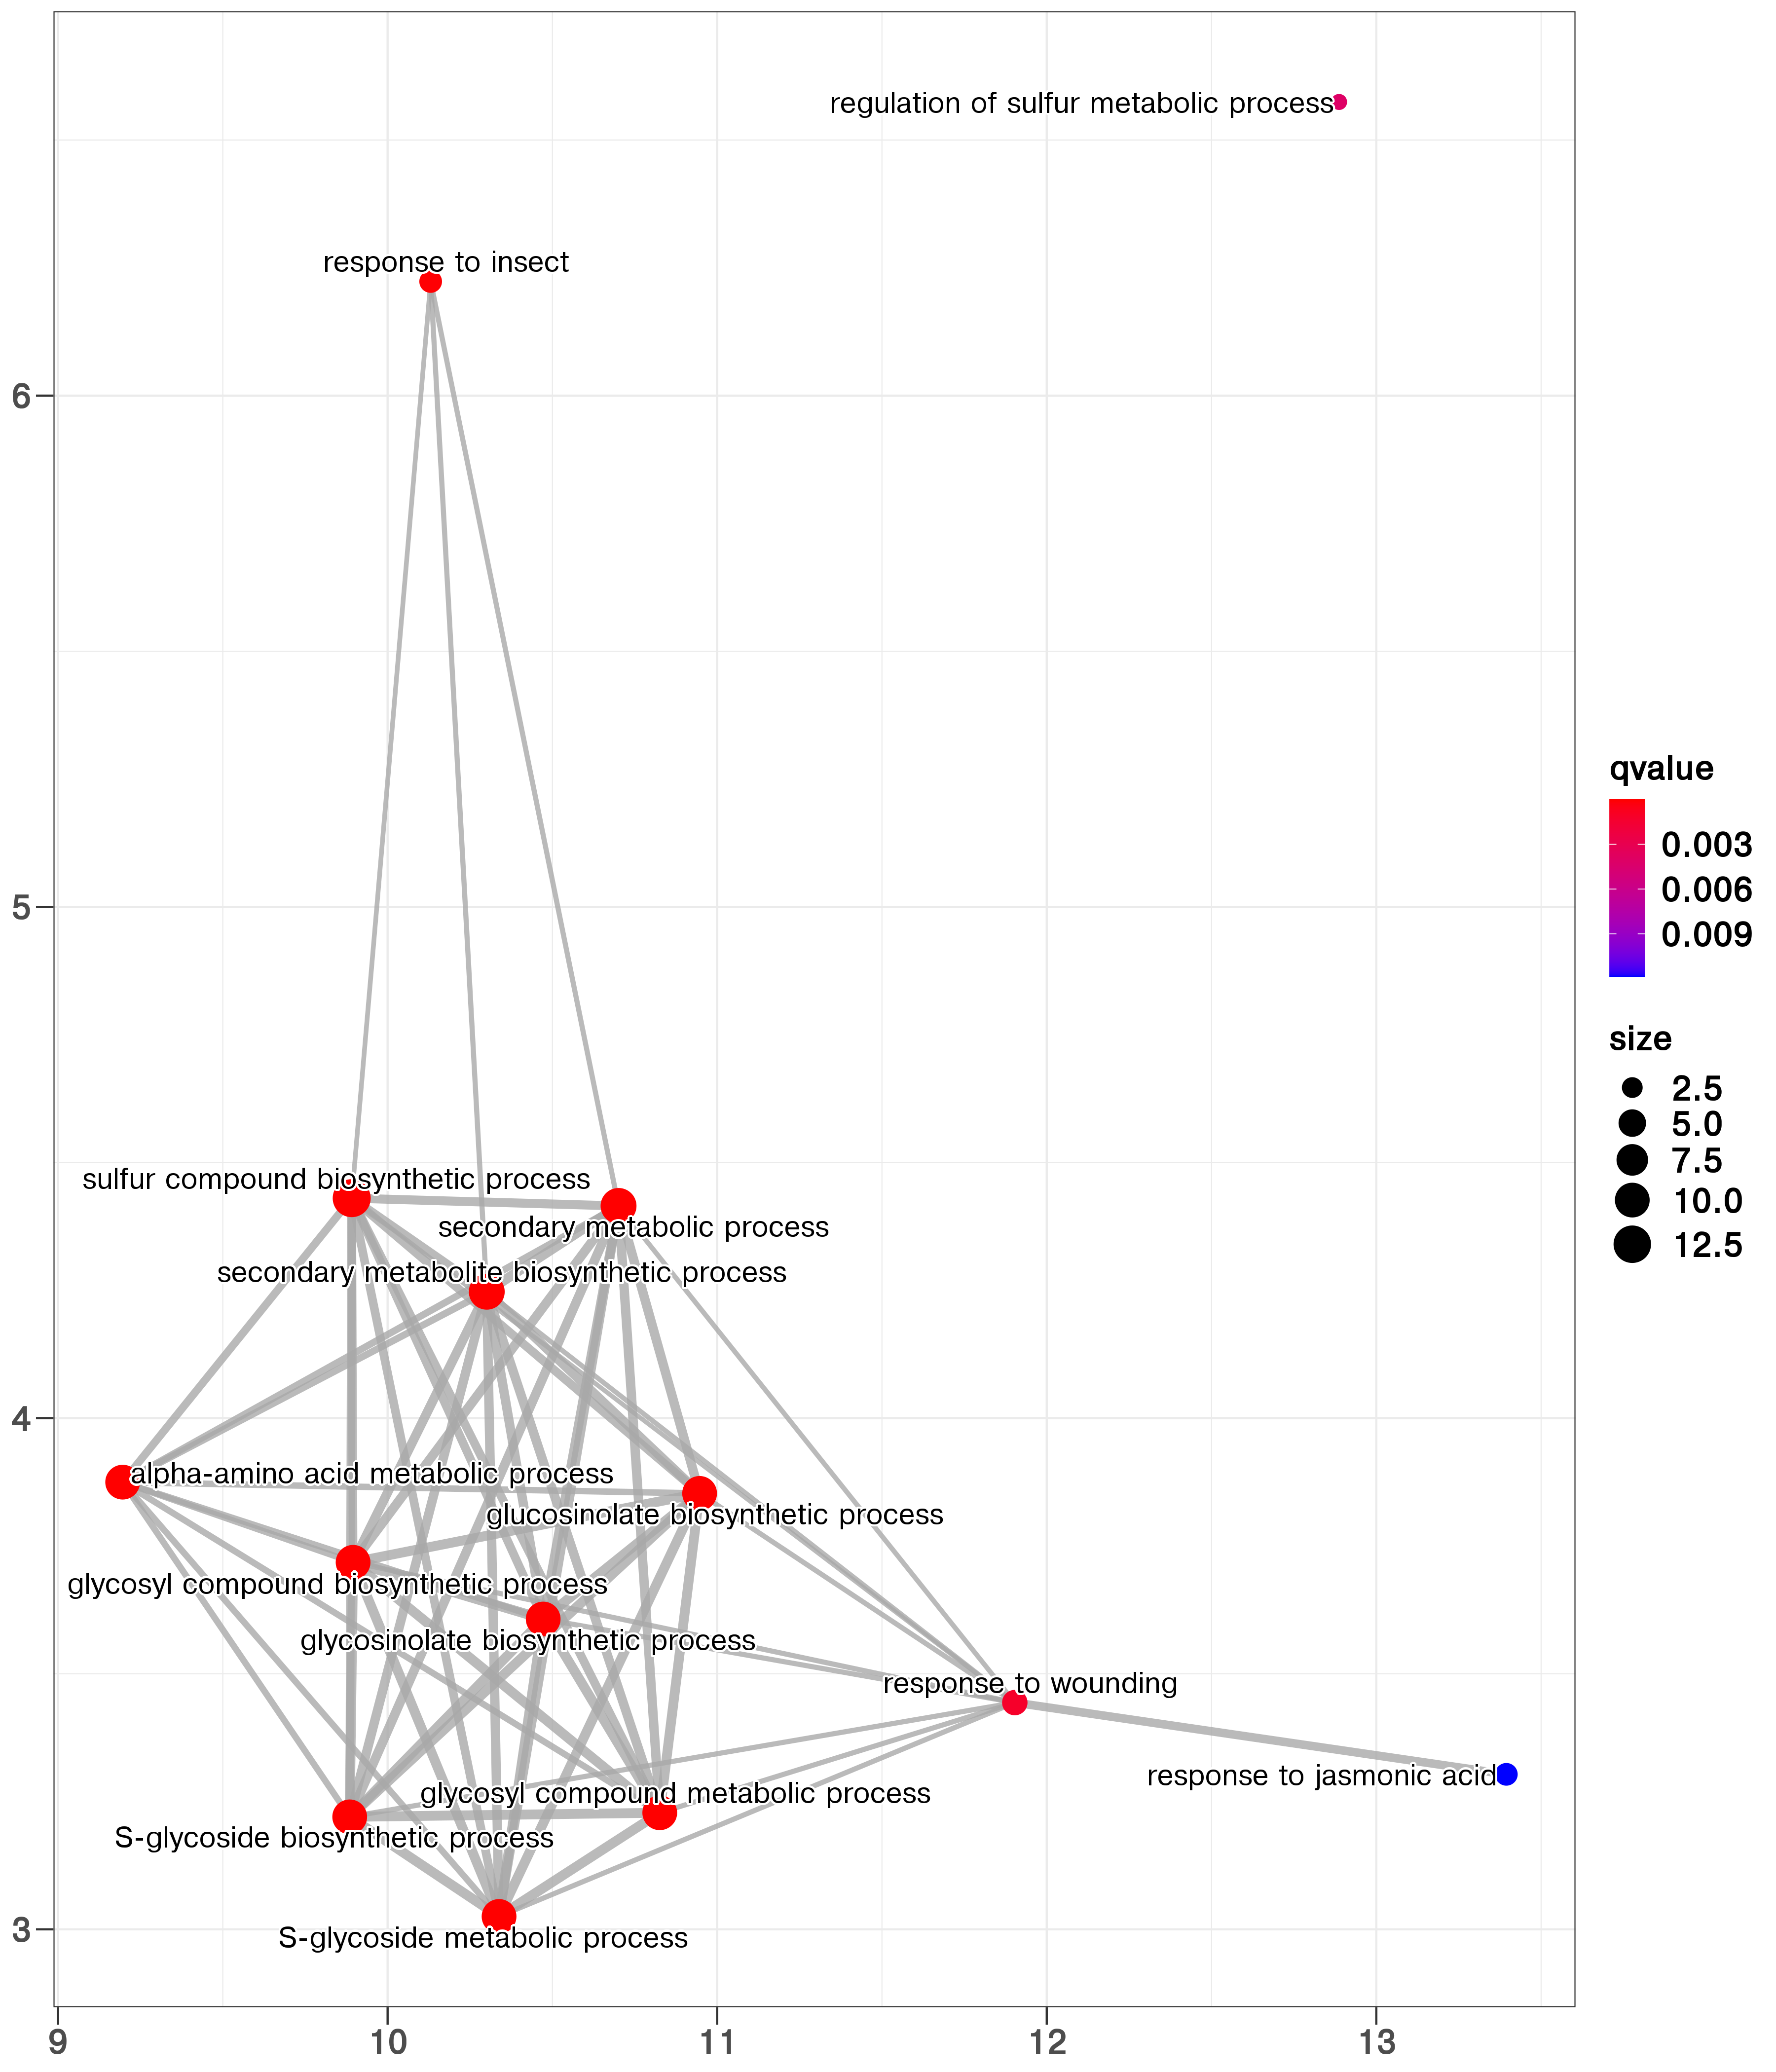 regulation of sulfur metabolic process
response to insect
6
5
sulfur compound biosynthetic process
secondary metabolic process
secondary metabolite biosynthetic process
4
alpha-amino acid metabolic process
glucosinolate biosynthetic process
glycosyl compound biosynthetic process
glycosinolate biosynthetic process
response to wounding
response to jasmonic acid
glycosyl compound metabolic process
S-glycoside biosynthetic process
S-glycoside metabolic process
3
9 10 11 12 13
qvalue
0.003
0.006
0.009
size
2.5
5.0
7.5
10.0
12.5